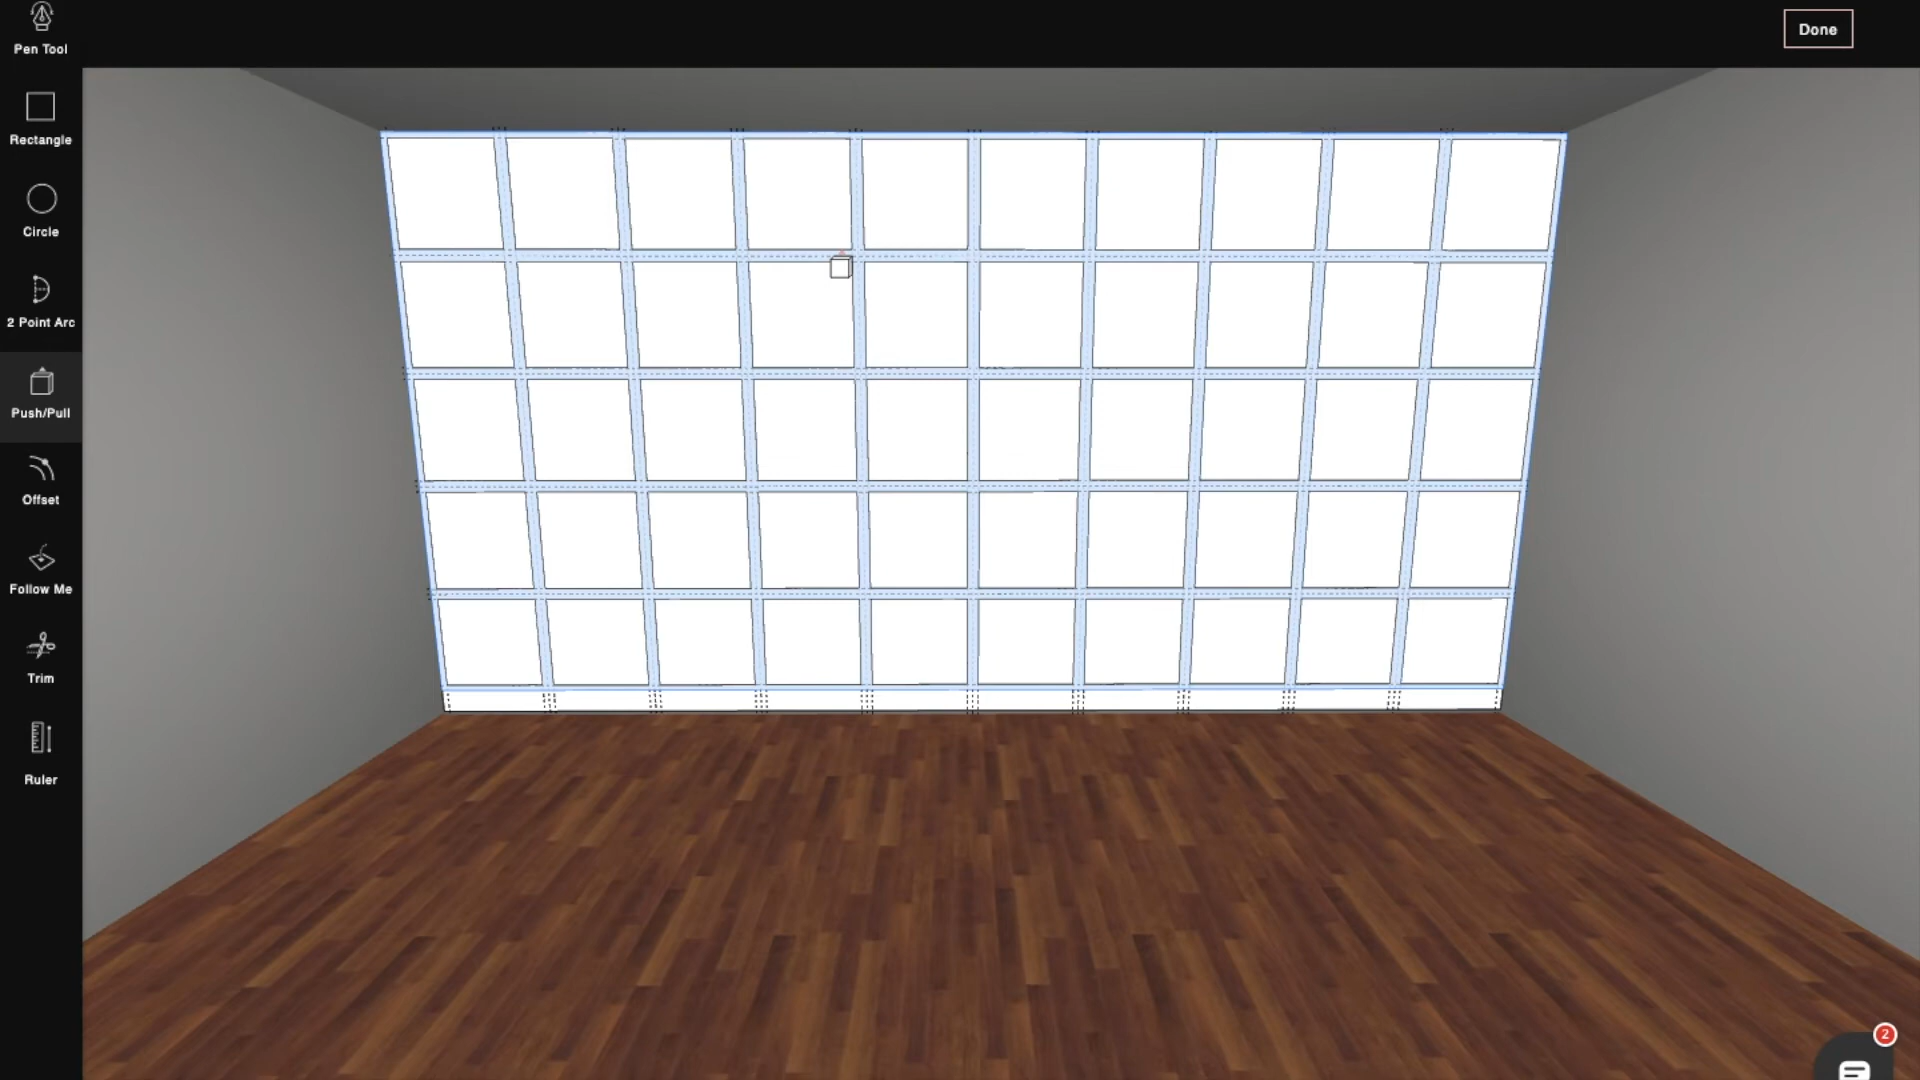 Pen Tool
Done
Rectangle
Circle
2 Point Arc
Push/Pull
Offset
Follow Me
Trim
Ruler
2